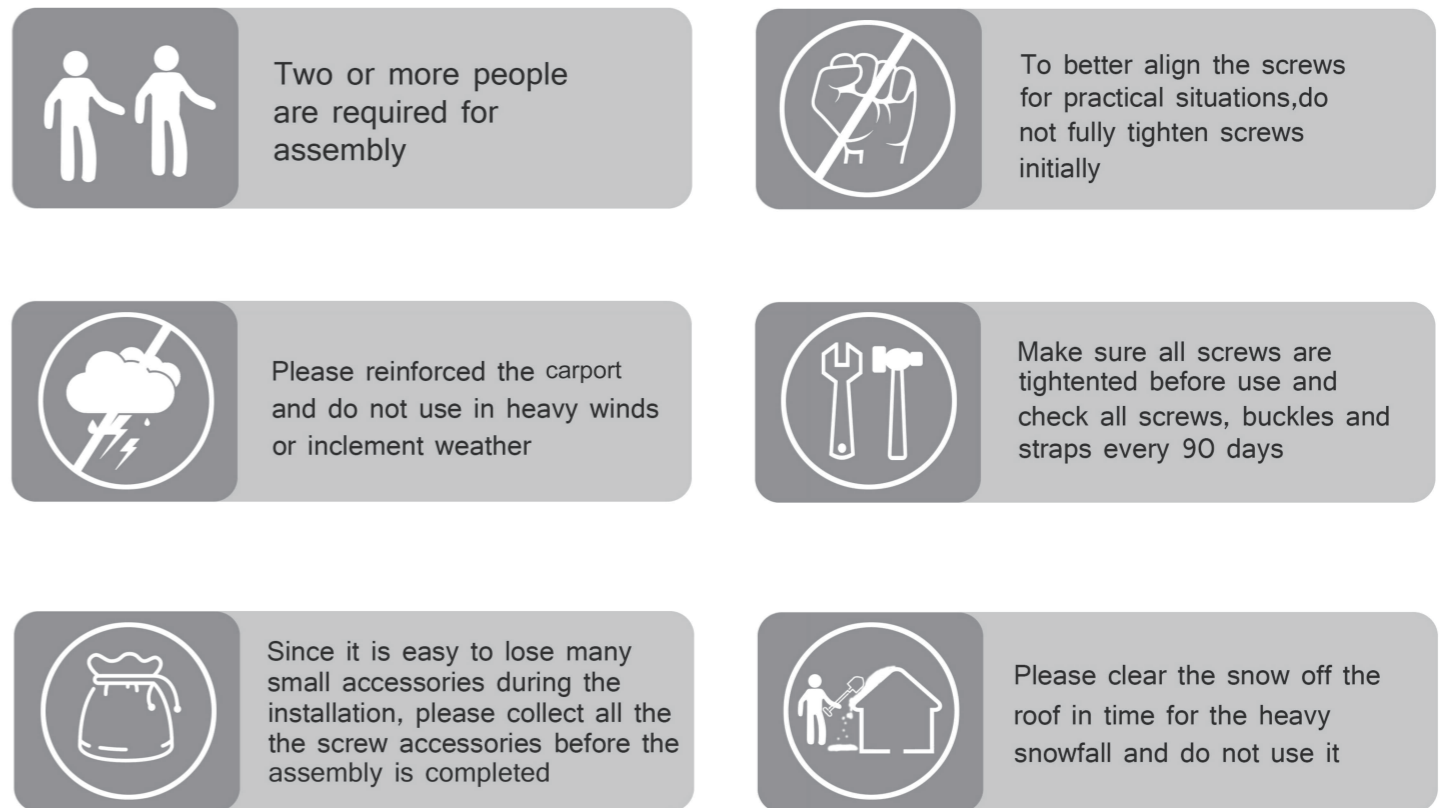 Two or more people
are required for
assembly
To better align the screws
for practical situations,do
not fully tighten screws
initially
Please reinforced the carport
and do not use in heavy winds
or inclement weather
Make sure all screws are
tightented before use and
check all screws, buckles and
straps every 90 days
Since it is easy to lose many
small accessories during the
installation, please collect all the
the screw accessories before the
assembly is completed
Please clear the snow off the
roof in time for the heavy
snowfall and do not use it